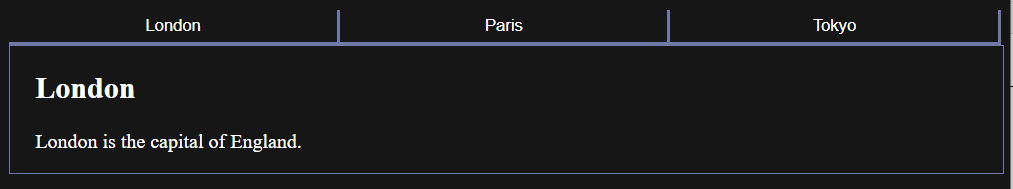 London Paris Tokyo
London
London is the capital of England.